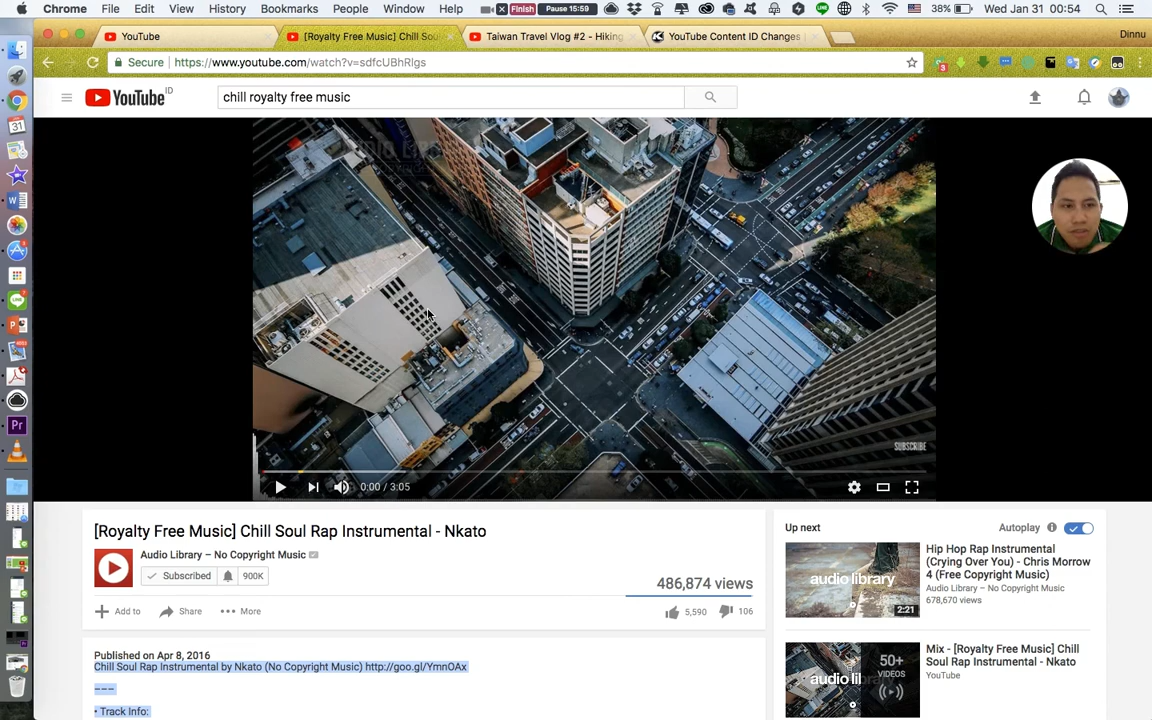 Chrome File Edit View History Bookmarks People Window Help Finish Pause 15:59 38% Wed Jan 31 00:54
YouTube
[Royalty Free Music] Chill Sou
Taiwan Travel Vlog #2 - Hiking
YouTube Content ID Changes
Dinnu
Secure https://www.youtube.com/watch?v=sdfcUBhRlgs
YouTube ID
chill royalty free music
SUBSCRIBE
0:00 / 3:05
[Royalty Free Music] Chill Soul Rap Instrumental - Nkato
Audio Library – No Copyright Music
Subscribed 900K
486,874 views
Add to Share More
5,590 106
Published on Apr 8, 2016
Chill Soul Rap Instrumental by Nkato (No Copyright Music) http://goo.gl/YmnOAx
–––
• Track Info:
Up next Autoplay
audio library
2:21
Hip Hop Rap Instrumental
(Crying Over You) - Chris Morrow
4 (Free Copyright Music)
Audio Library – No Copyright Music
678,670 views
audio li
50+
VIDEOS
Mix - [Royalty Free Music] Chill
Soul Rap Instrumental - Nkato
YouTube